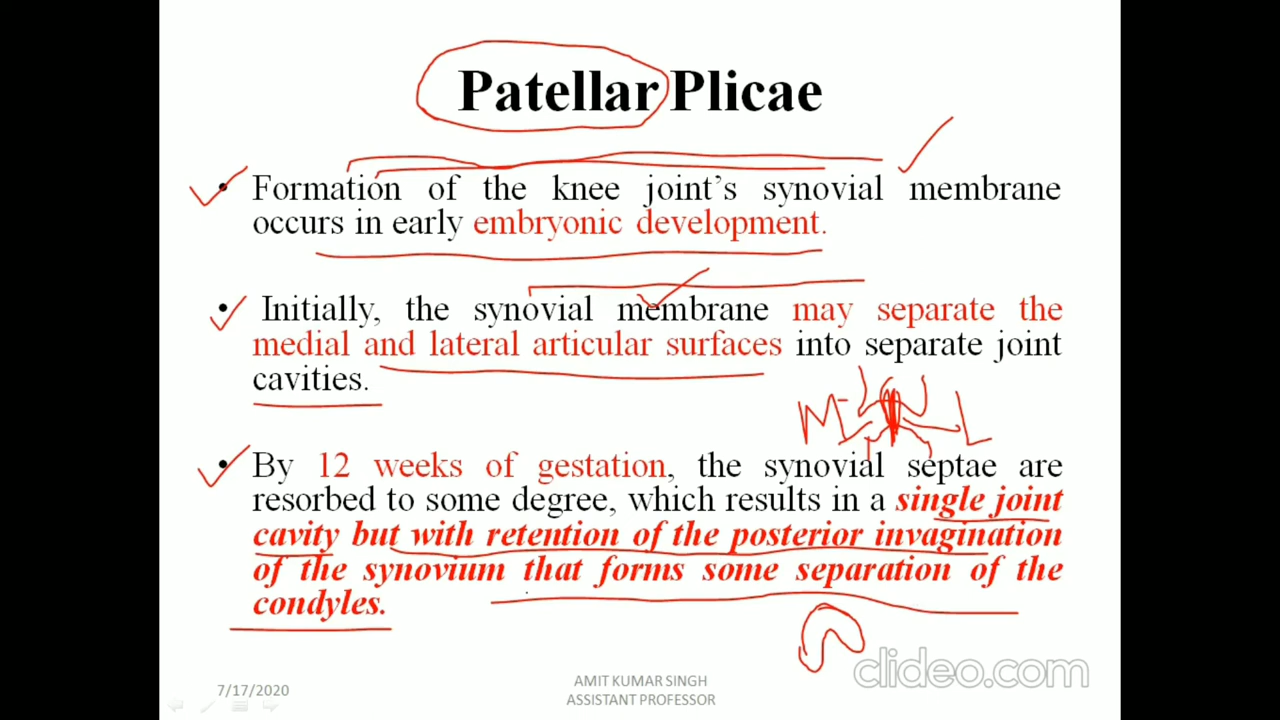 Patellar Plicae
• Formation of the knee joint's synovial membrane
occurs in early embryonic development.
• Initially, the synovial membrane may separate the
medial and lateral articular surfaces into separate joint
cavities.
M L
• By 12 weeks of gestation, the synovial septae are
resorbed to some degree, which results in a single joint
cavity but with retention of the posterior invagination
of the synovium that forms some separation of the
condyles.
clideo.com
7/17/2020
AMIT KUMAR SINGH
ASSISTANT PROFESSOR